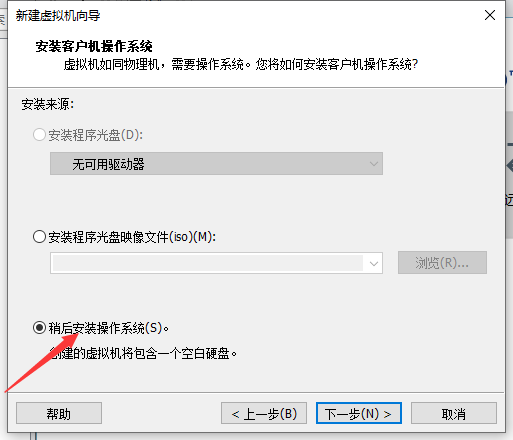 新建虚拟机向导
安装客户机操作系统
虚拟机如同物理机，需要操作系统。您将如何安装客户机操作系统?
安装来源:
安装程序光盘(D):
无可用驱动器
安装程序光盘映像文件(iso)(M):
浏览(R)...
稍后安装操作系统(S)。
创建的虚拟机将包含一个空白硬盘。
帮助
< 上一步(B)
下一步(N) >
取消